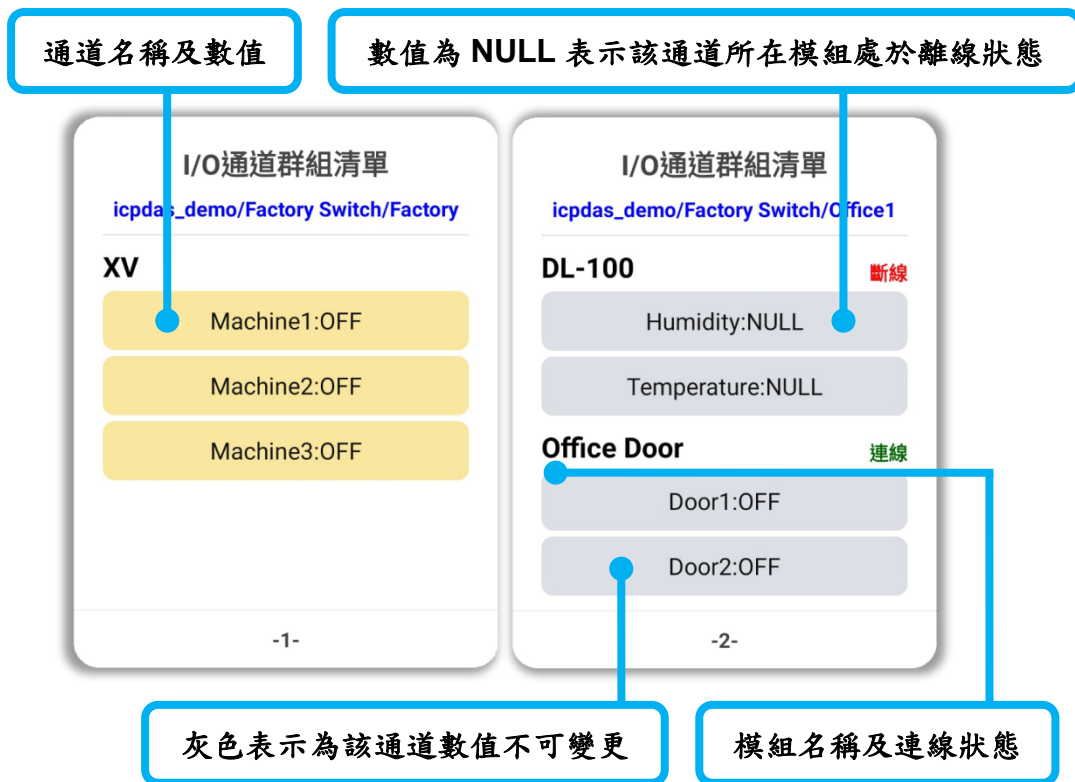 通道名稱及數值
數值為 NULL 表示該通道所在模組處於離線狀態
I/O通道群組清單
icpdas_demo/Factory Switch/Factory
XV
Machine1:OFF
Machine2:OFF
Machine3:OFF
-1-
I/O通道群組清單
icpdas_demo/Factory Switch/Office1
DL-100
斷線
Humidity:NULL
Temperature:NULL
Office Door
連線
Door1:OFF
Door2:OFF
-2-
灰色表示為該通道數值不可變更
模組名稱及連線狀態